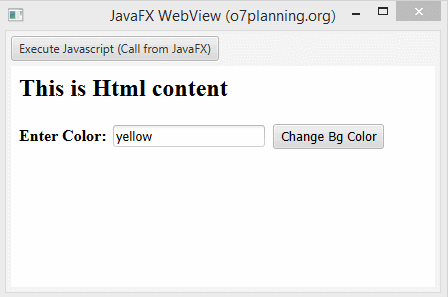 JavaFX WebView (o7planning.org)
Execute Javascript (Call from JavaFX)
This is Html content
Enter Color: yellow Change Bg Color